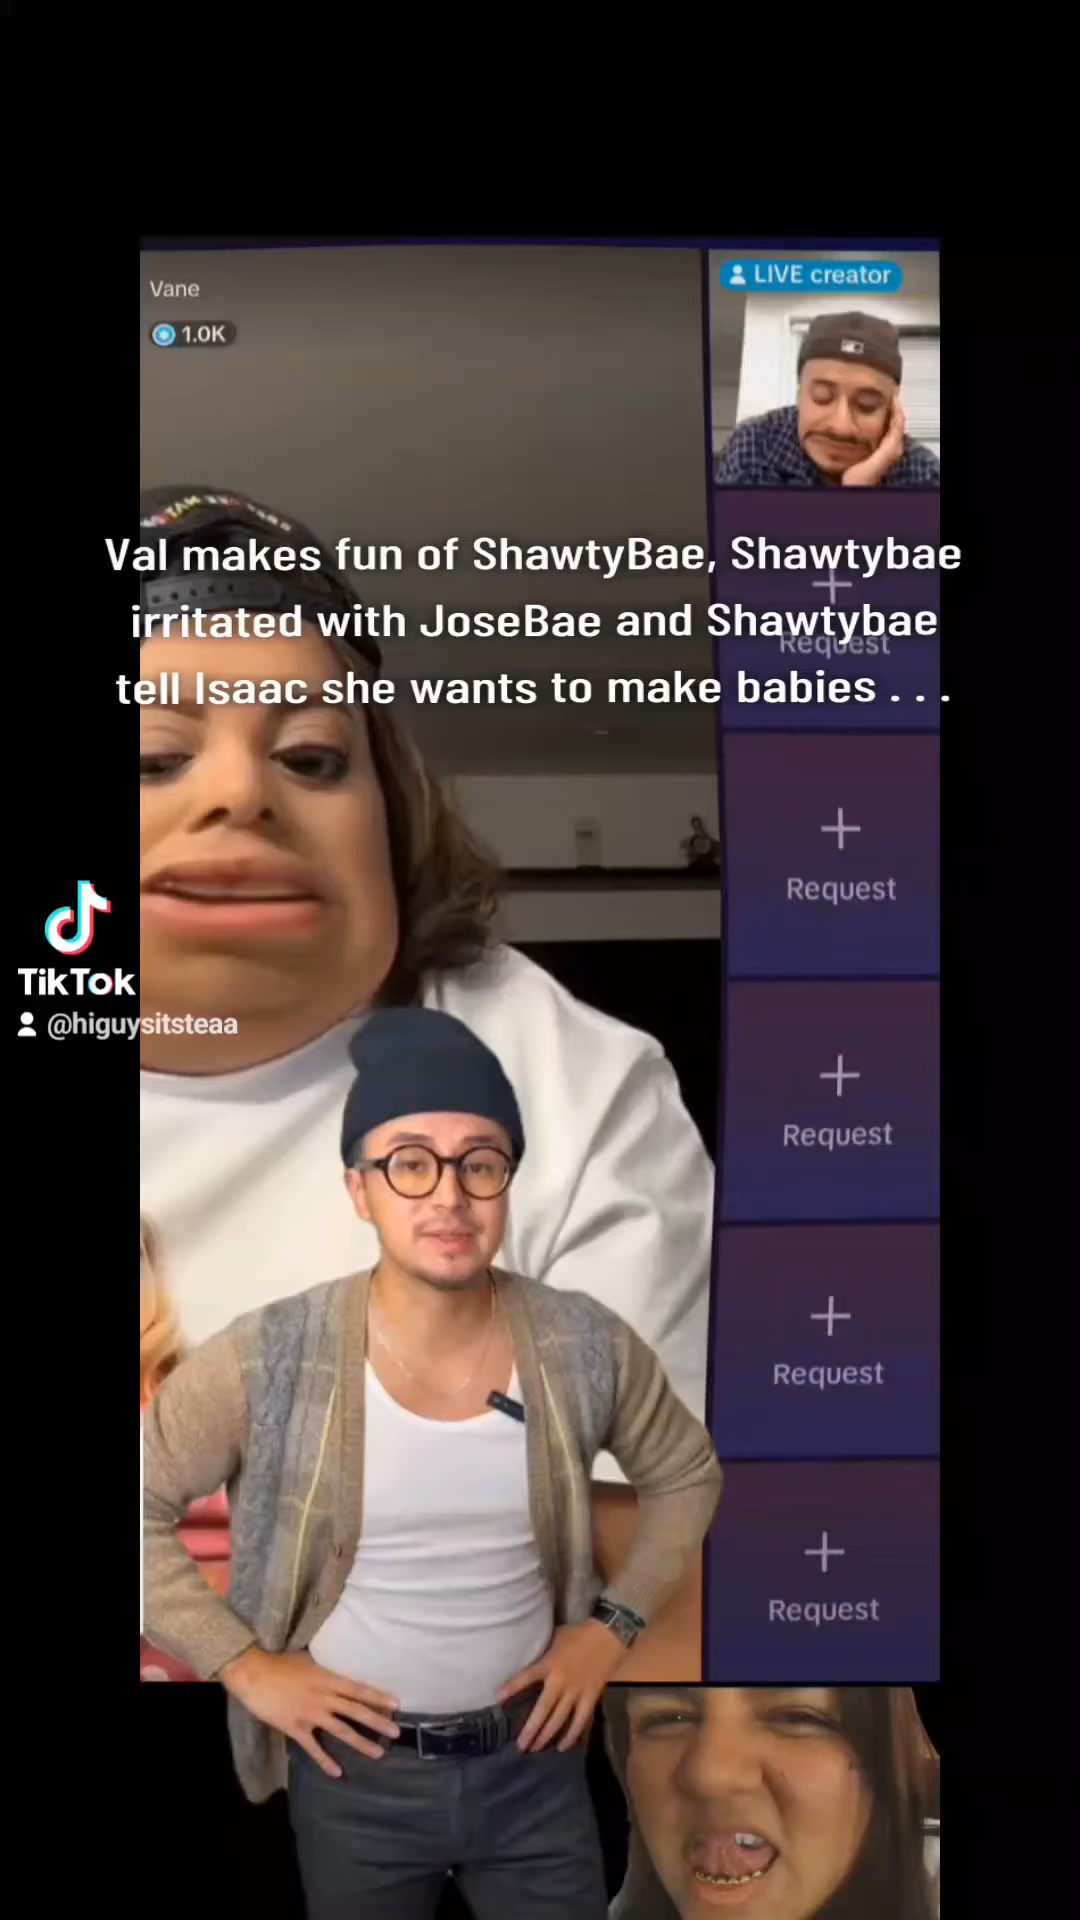 LIVE creator
Vane
1.0K
Val makes fun of ShawtyBae, Shawtybae
irritated with JoseBae and Shawtybae
tell Isaac she wants to make babies . . .
Request
Request
TikTok
@higuysitsteaa
Request
Request
Request